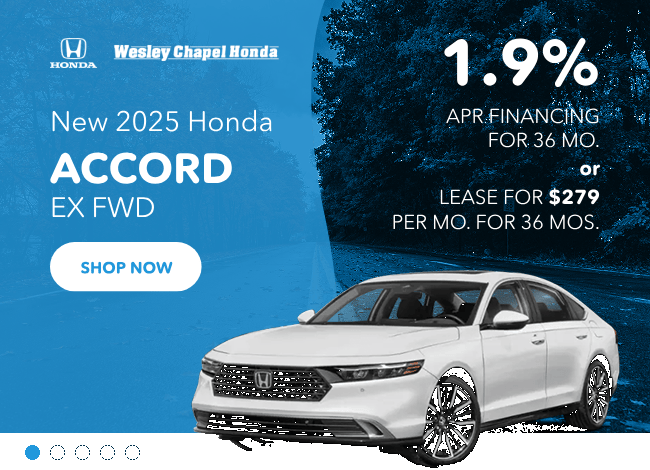 HONDA
Wesley Chapel Honda
New 2025 Honda
ACCORD
EX FWD
SHOP NOW
1.9%
APR FINANCING
FOR 36 MO.
or
LEASE FOR $279
PER MO. FOR 36 MOS.